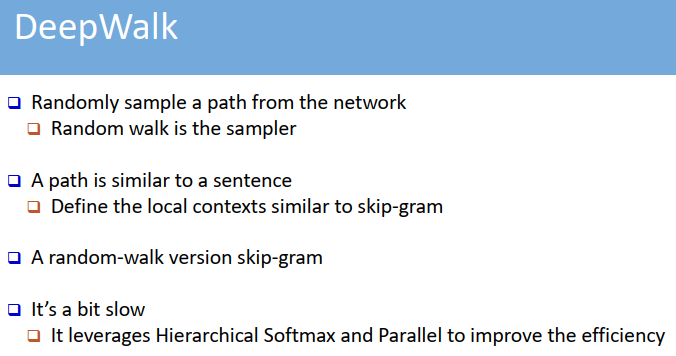 DeepWalk
Randomly sample a path from the network
Random walk is the sampler
A path is similar to a sentence
Define the local contexts similar to skip-gram
A random-walk version skip-gram
It’s a bit slow
It leverages Hierarchical Softmax and Parallel to improve the efficiency